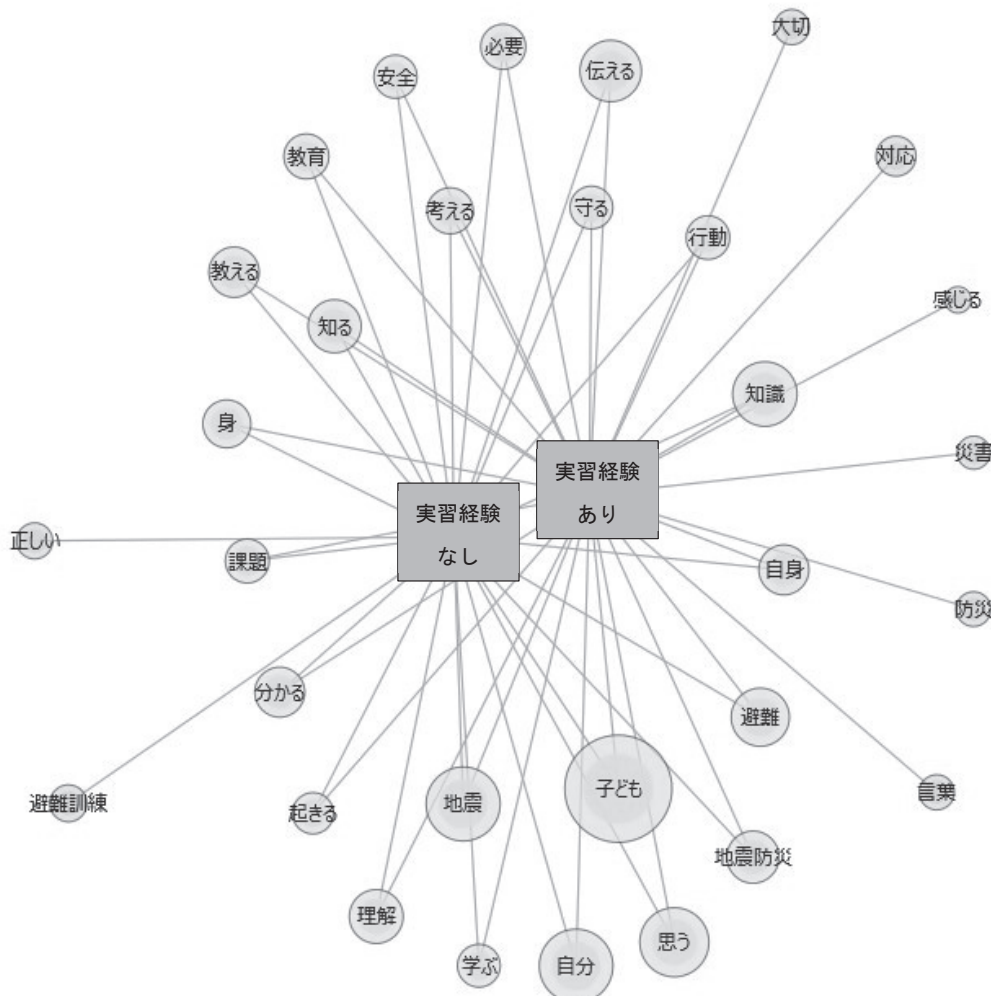 大切
必要
伝える
安全
教育
対応
考える
守る
行動
教える
感じる
知る
知識
身
災害
実習経験
あり
実習経験
なし
正しい
課題
自身
防災
分かる
避難
子ども
言葉
避難訓練
地震
起きる
地震防災
理解
思う
学ぶ
自分